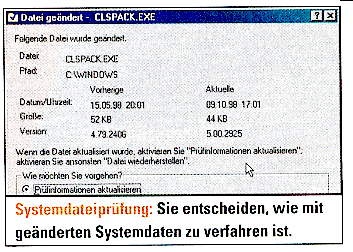 Datei geändert - CLSPACK.EXE
Folgende Datei wurde geändert.
Datei: CLSPACK.EXE
Pfad: C:\WINDOWS
Vorherige Aktuelle
Datum/Uhrzeit: 15.05.98 20:01 09.10.98 17:01
Größe: 52 KB 44 KB
Version: 4.79.2406 5.00.2925
Wenn die Datei aktualisiert wurde, aktivieren Sie "Prüfinformationen aktualisieren";
aktivieren Sie ansonsten "Datei wiederherstellen".
Wie möchten Sie vorgehen?
Prüfinformationen aktualisieren
Systemdateiprüfung: Sie entscheiden, wie mit
geänderten Systemdaten zu verfahren ist.